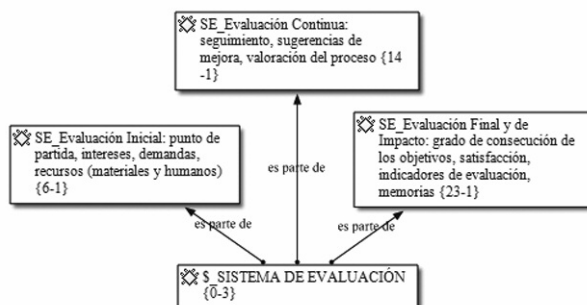 SE_Evaluación Continua:
seguimiento, sugerencias de
mejora, valoración del proceso {14
-1}
SE_Evaluación Inicial: punto de
partida, intereses, demandas,
recursos (materiales y humanos)
{6-1}
SE_Evaluación Final y de
Impacto: grado de consecución de
los objetivos, satisfacción,
indicadores de evaluación,
memorias {23-1}
es parte de
es parte de
es parte de
$_SISTEMA DE EVALUACIÓN
{0-3}